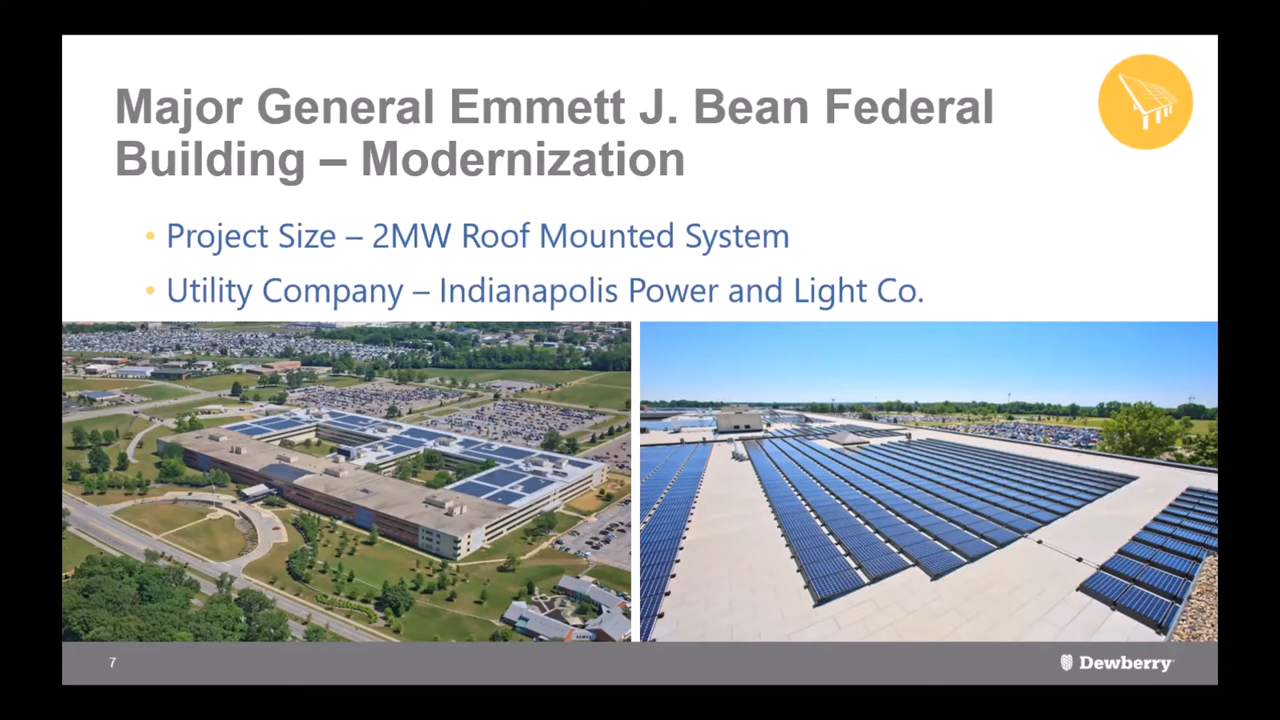 Major General Emmett J. Bean Federal
Building – Modernization
• Project Size – 2MW Roof Mounted System
• Utility Company – Indianapolis Power and Light Co.
7
Dewberry